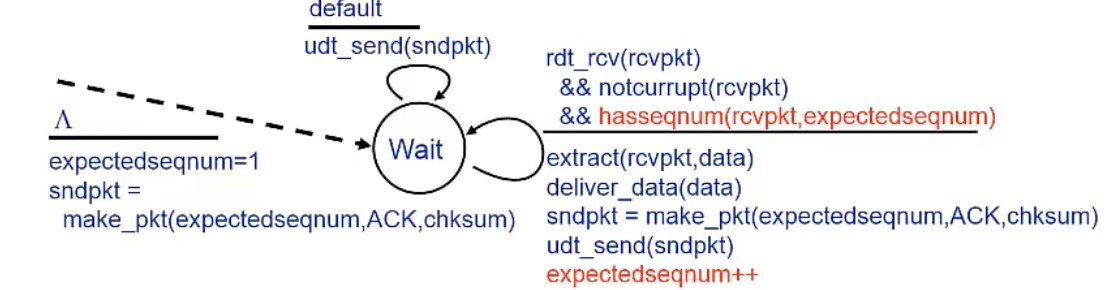 default
udt_send(sndpkt)
rdt_rcv(rcvpkt)
&& notcurrupt(rcvpkt)
&& hasseqnum(rcvpkt,expectedseqnum)
Λ
Wait
expectedseqnum=1
sndpkt =
make_pkt(expectedseqnum,ACK,chksum)
extract(rcvpkt,data)
deliver_data(data)
sndpkt = make_pkt(expectedseqnum,ACK,chksum)
udt_send(sndpkt)
expectedseqnum++